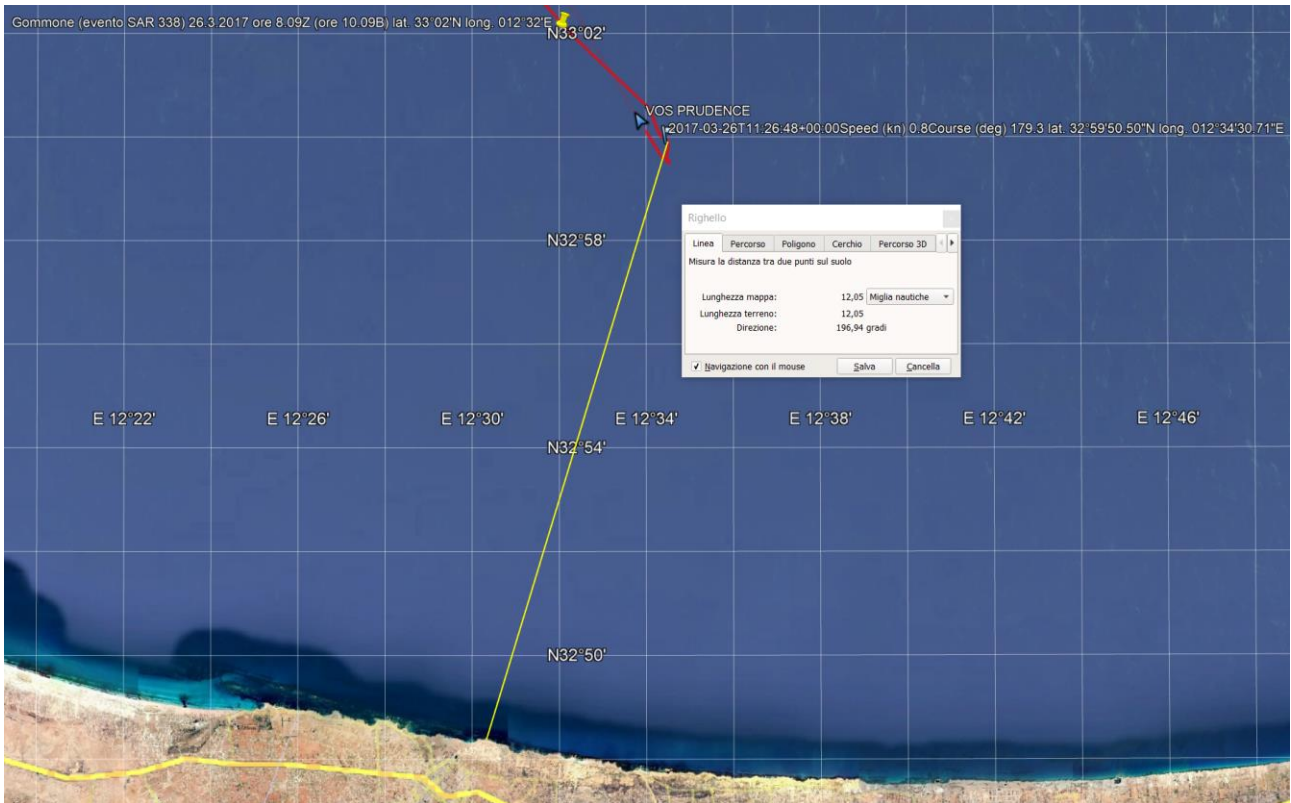 Gommone (evento SAR 338) 26.3.2017 ore 8.09Z (ore 10.09B) lat. 33°02'N long. 012°32'E
N33°02'
VOS PRUDENCE
2017-03-26T11:26:48+00:00Speed (kn) 0.8Course (deg) 179.3 lat. 32°59'50.50"N long. 012°34'30.71"E
Righello
Linea Percorso Poligono Cerchio Percorso 3D
Misura la distanza tra due punti sul suolo
Lunghezza mappa: 12,05 Miglia nautiche
Lunghezza terreno: 12,05
Direzione: 196,94 gradi
Navigazione con il mouse Salva Cancella
N32°58'
E 12°22' E 12°26' E 12°30' E 12°34' E 12°38' E 12°42' E 12°46'
N32°54'
N32°50'